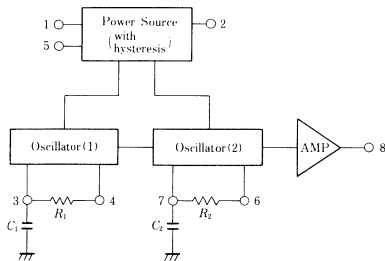 Power Source
(with
hysteresis)
1
5
2
Oscillator(1)
Oscillator(2)
AMP
8
3
R1
4
7
R2
6
C1
C2